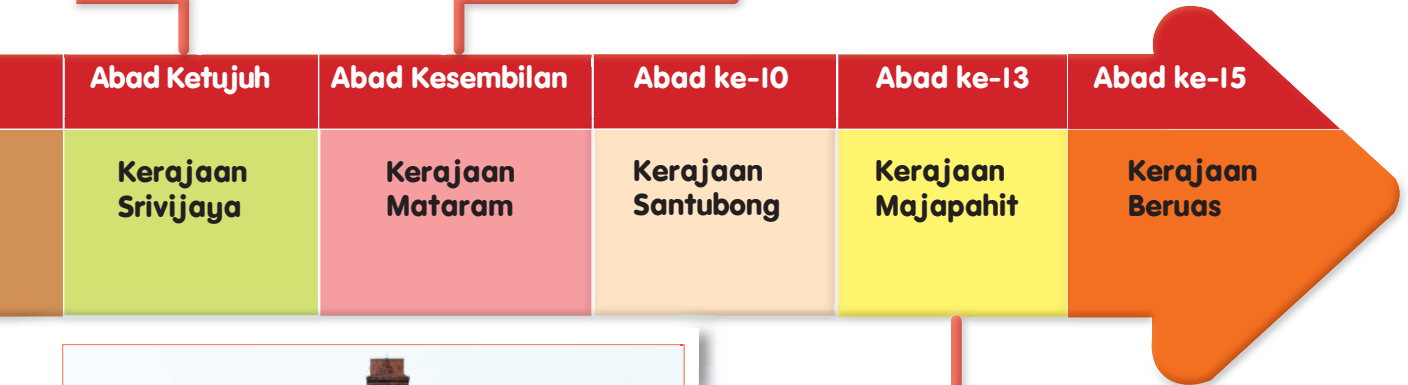 Abad Ketujuh
Abad Kesembilan
Abad ke-10
Abad ke-13
Abad ke-15
Kerajaan
Srivijaya
Kerajaan
Mataram
Kerajaan
Santubong
Kerajaan
Majapahit
Kerajaan
Beruas